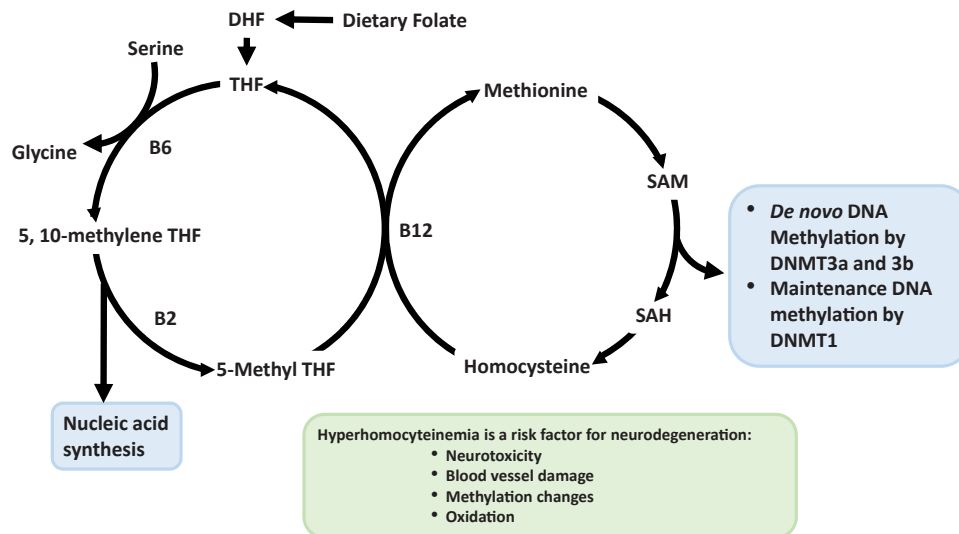 DHF
Dietary Folate
Serine
THF
Methionine
Glycine
B6
SAM
5, 10-methylene THF
B12
• De novo DNA
Methylation by
DNMT3a and 3b
• Maintenance DNA
methylation by
DNMT1
B2
SAH
5-Methyl THF
Homocysteine
Nucleic acid
synthesis
Hyperhomocyteinemia is a risk factor for neurodegeneration:
• Neurotoxicity
• Blood vessel damage
• Methylation changes
• Oxidation